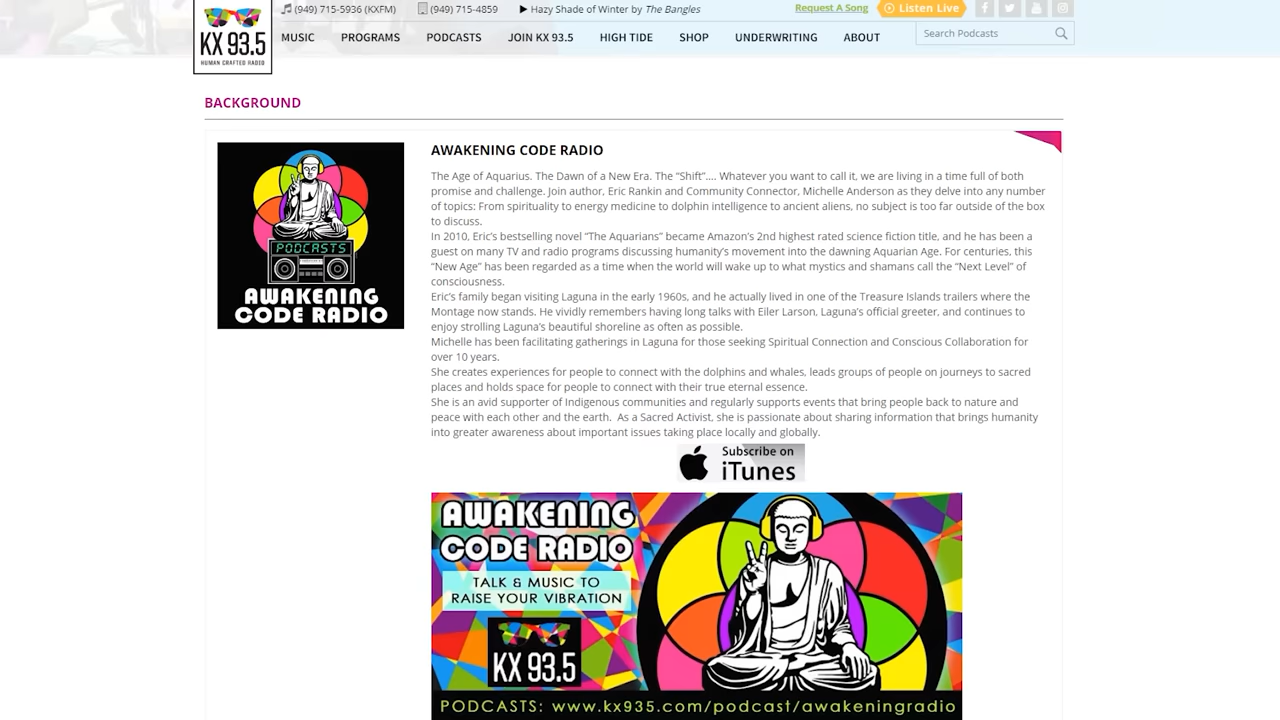 (949) 715-5936 (KXFM) (949) 715-4859 Hazy Shade of Winter by The Bangles Request A Song Listen Live
KX 93.5
HUMAN CRAFTED RADIO
MUSIC PROGRAMS PODCASTS JOIN KX 93.5 HIGH TIDE SHOP UNDERWRITING ABOUT Search Podcasts
BACKGROUND
PODCASTS
AWAKENING
CODE RADIO
AWAKENING CODE RADIO
The Age of Aquarius. The Dawn of a New Era. The “Shift”.... Whatever you want to call it, we are living in a time full of both
promise and challenge. Join author, Eric Rankin and Community Connector, Michelle Anderson as they delve into any number
of topics: From spirituality to energy medicine to dolphin intelligence to ancient aliens, no subject is too far outside of the box
to discuss.
In 2010, Eric’s bestselling novel “The Aquarians” became Amazon’s 2nd highest rated science fiction title, and he has been a
guest on many TV and radio programs discussing humanity’s movement into the dawning Aquarian Age. For centuries, this
“New Age” has been regarded as a time when the world will wake up to what mystics and shamans call the “Next Level” of
consciousness.
Eric’s family began visiting Laguna in the early 1960s, and he actually lived in one of the Treasure Islands trailers where the
Montage now stands. He vividly remembers having long talks with Eiler Larson, Laguna’s official greeter, and continues to
enjoy strolling Laguna’s beautiful shoreline as often as possible.
Michelle has been facilitating gatherings in Laguna for those seeking Spiritual Connection and Conscious Collaboration for
over 10 years.
She creates experiences for people to connect with the dolphins and whales, leads groups of people on journeys to sacred
places and holds space for people to connect with their true eternal essence.
She is an avid supporter of Indigenous communities and regularly supports events that bring people back to nature and
peace with each other and the earth. As a Sacred Activist, she is passionate about sharing information that brings humanity
into greater awareness about important issues taking place locally and globally.
Subscribe on
iTunes
AWAKENING
CODE RADIO
TALK & MUSIC TO
RAISE YOUR VIBRATION
KX 93.5
PODCASTS: www.kx935.com/podcast/awakeningradio